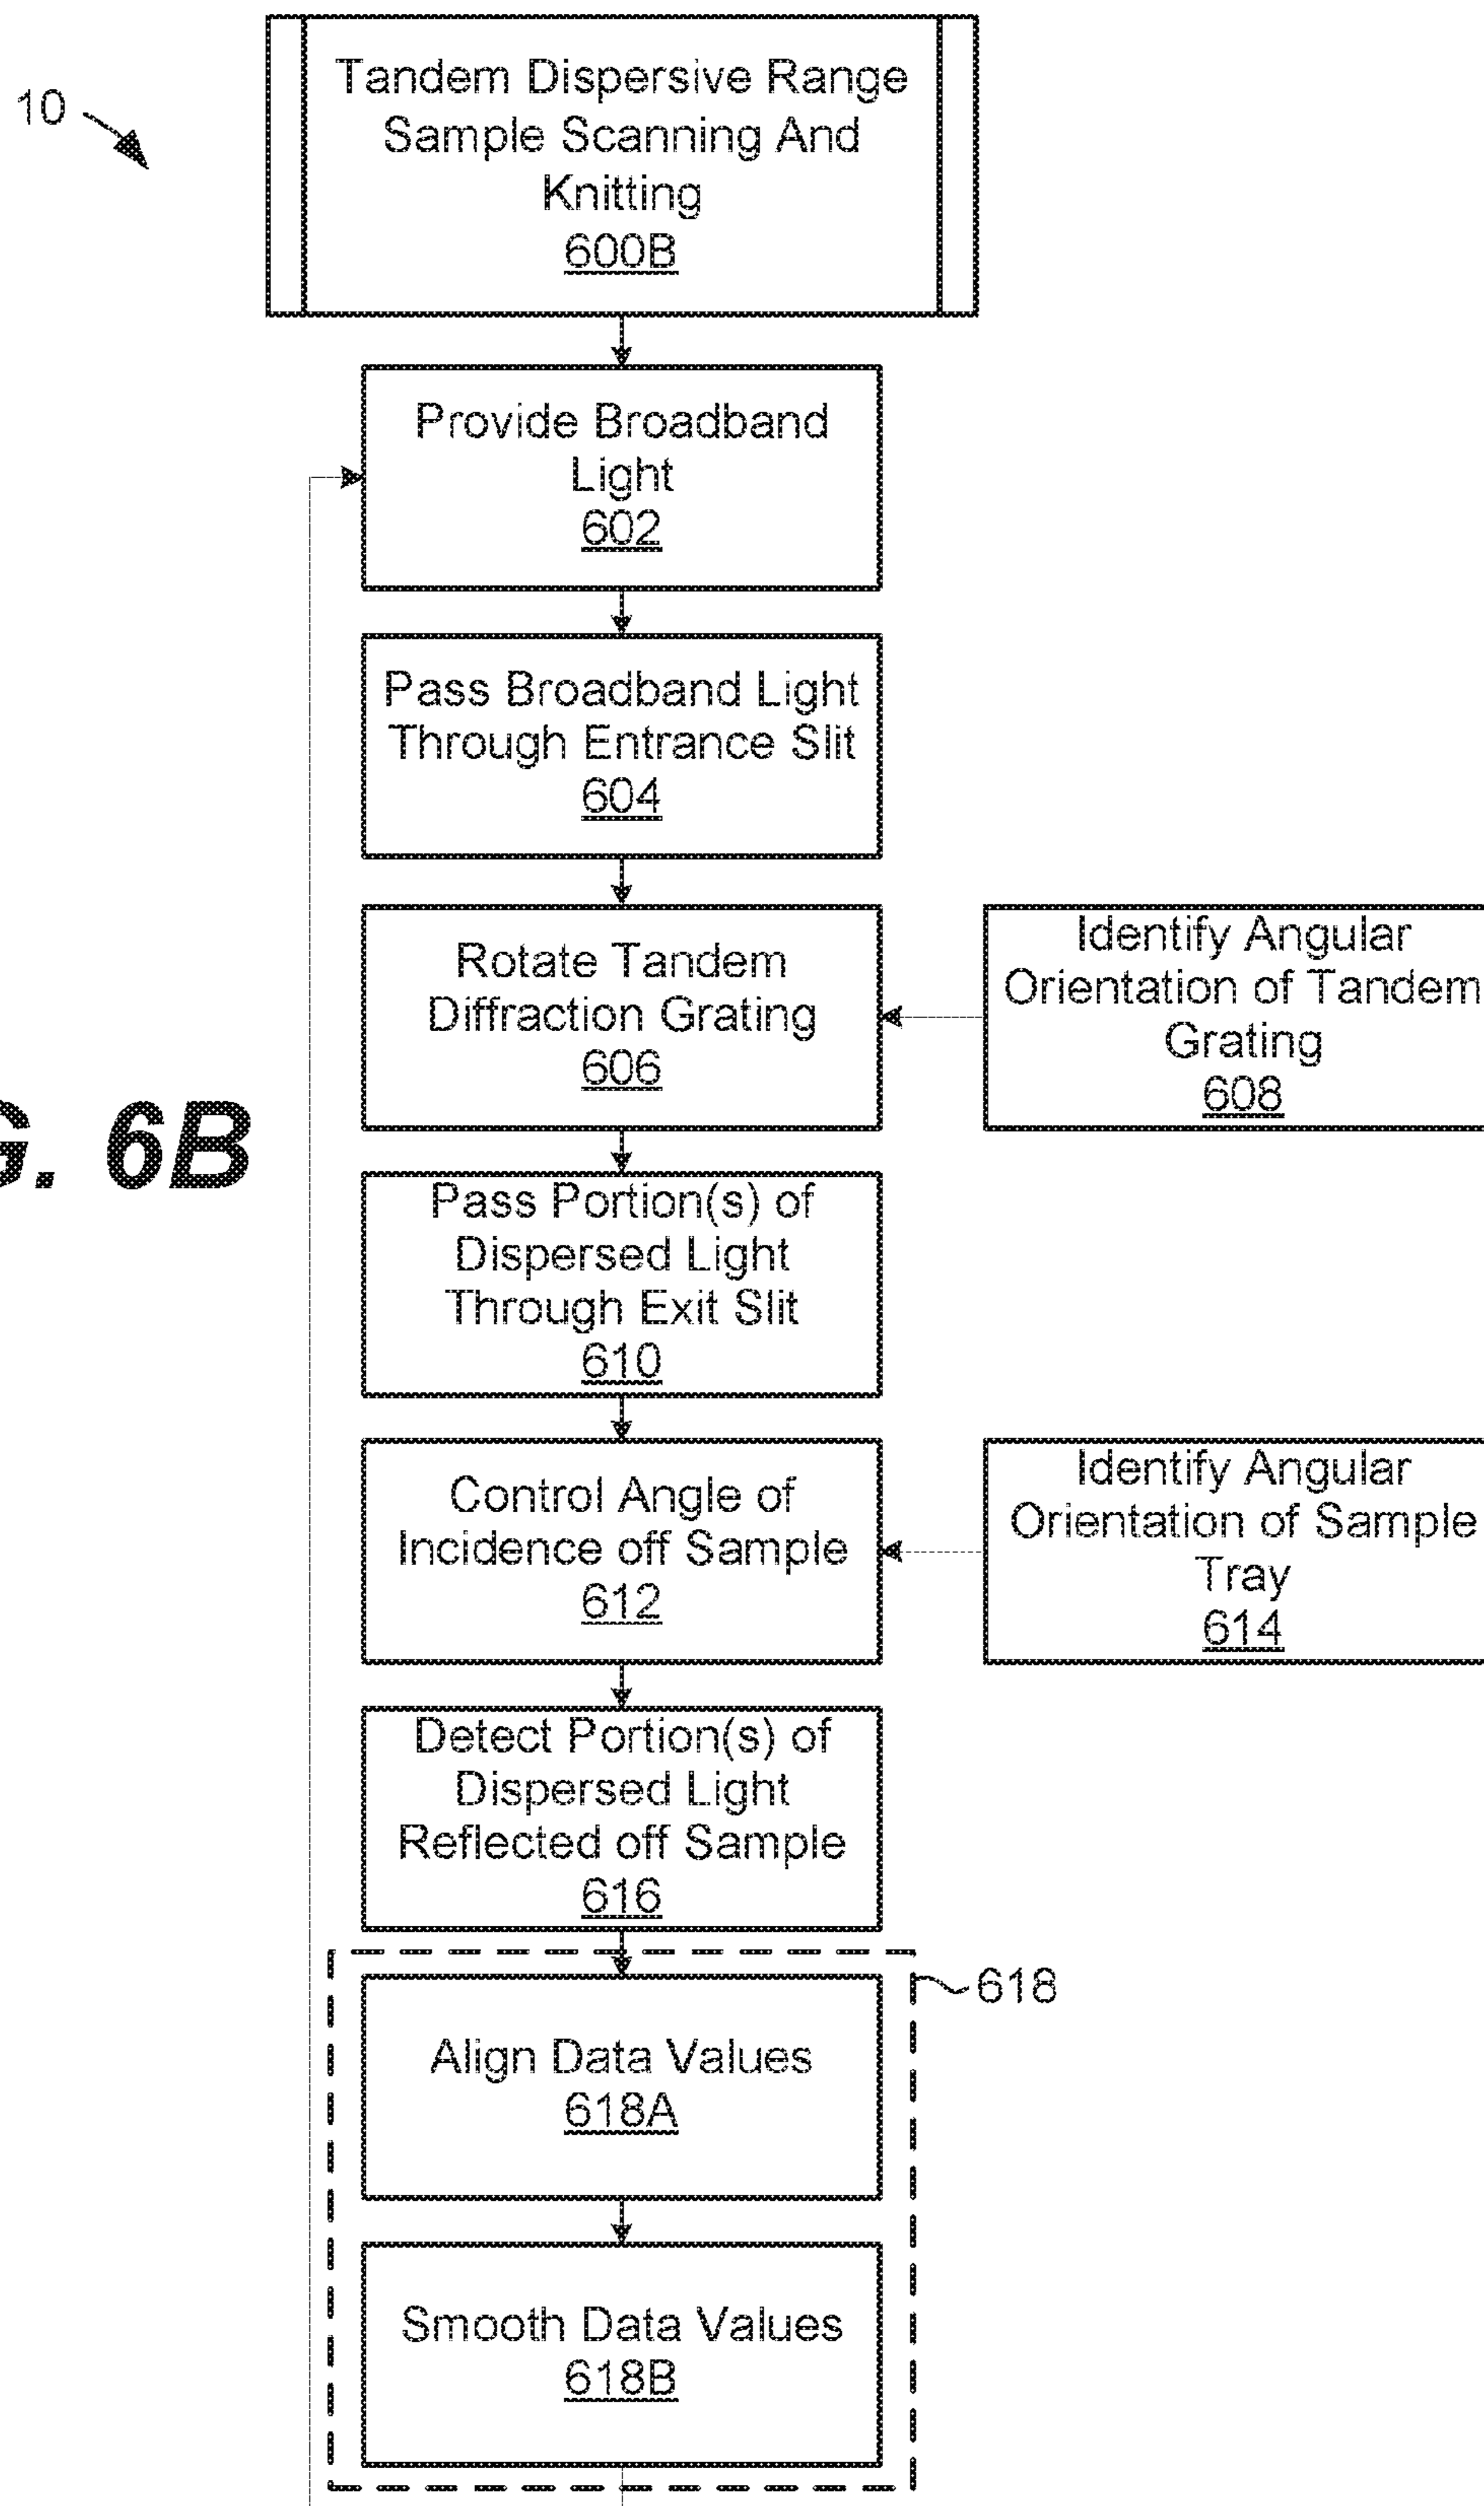 10
Tandem Dispersive Range
Sample Scanning And
Knitting
600B
Provide Broadband
Light
602
Pass Broadband Light
Through Entrance Slit
604
Rotate Tandem
Diffraction Grating
606
Identify Angular
Orientation of Tandem
Grating
608
G. 6B
Pass Portion(s) of
Dispersed Light
Through Exit Slit
610
Control Angle of
Incidence off Sample
612
Identify Angular
Orientation of Sample
Tray
614
Detect Portion(s) of
Dispersed Light
Reflected off Sample
616
618
Align Data Values
618A
Smooth Data Values
618B